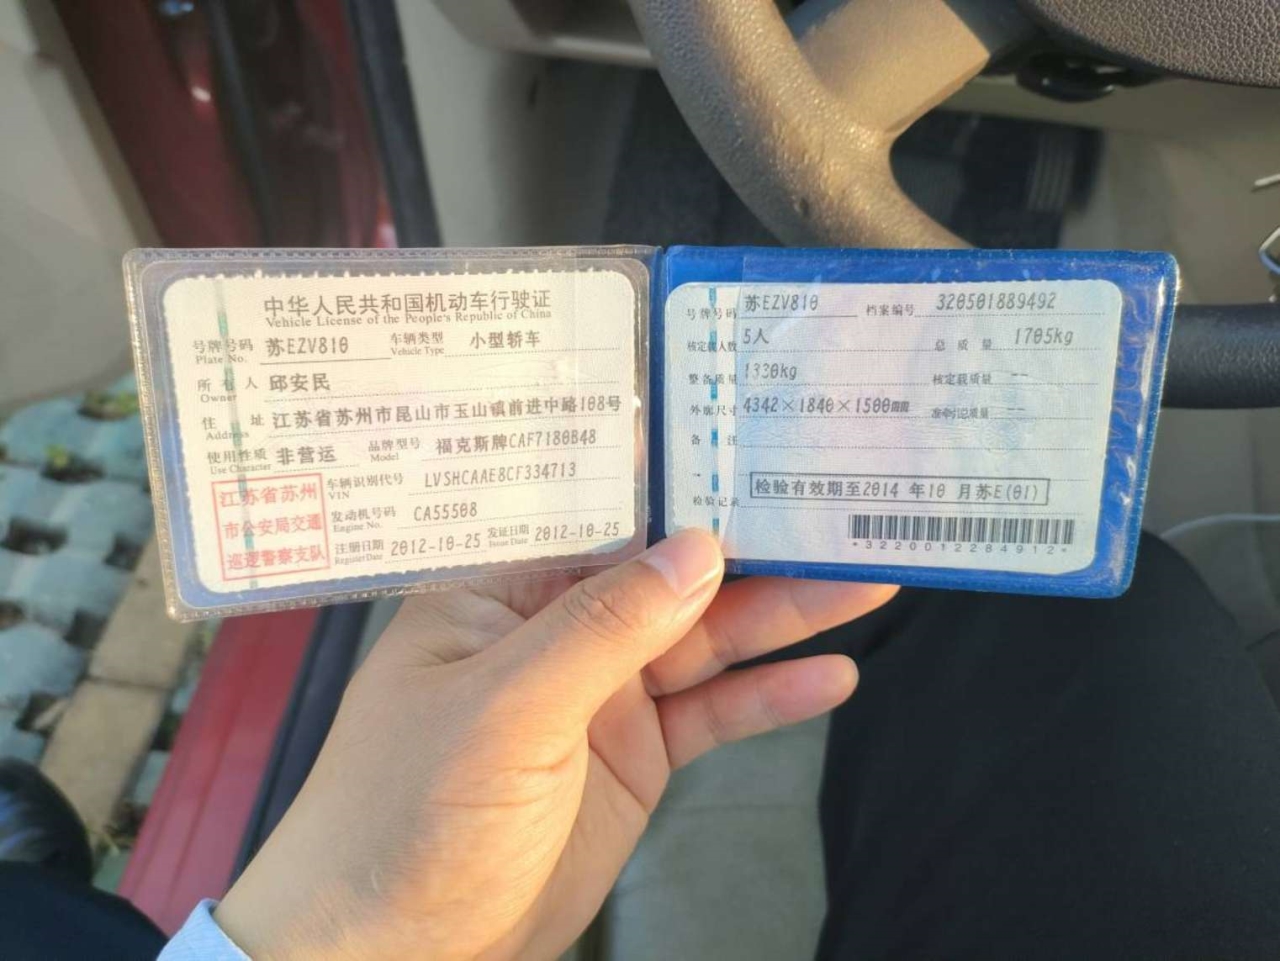 中华人民共和国机动车行驶证
Vehicle License of the People's Republic of China
号牌号码 苏EZV810 车辆类型 小型轿车
Plate No. Vehicle Type
所有人 邱安民
Owner
住址 江苏省苏州市昆山市玉山镇前进中路108号
Address
使用性质 非营运 品牌型号 福克斯牌CAF7180B48
Use Character Model
江苏省苏州
市公安局交通
巡逻警察支队
车辆识别代号 LVSHCAAE8CF334713
VIN
发动机号码 CA55508
Engine No.
注册日期 2012-10-25 发证日期 2012-10-25
Register Date Issue Date
号牌号码 苏EZV810 档案编号 320501889492
核定载人数 5人 总质量 1705kg
整备质量 1330kg 核定载质量 --
外廓尺寸 4342×1840×1500mm 准牵引总质量 --
备注
检验记录 检验有效期至2014 年10 月苏E(01)
*3220012284912*